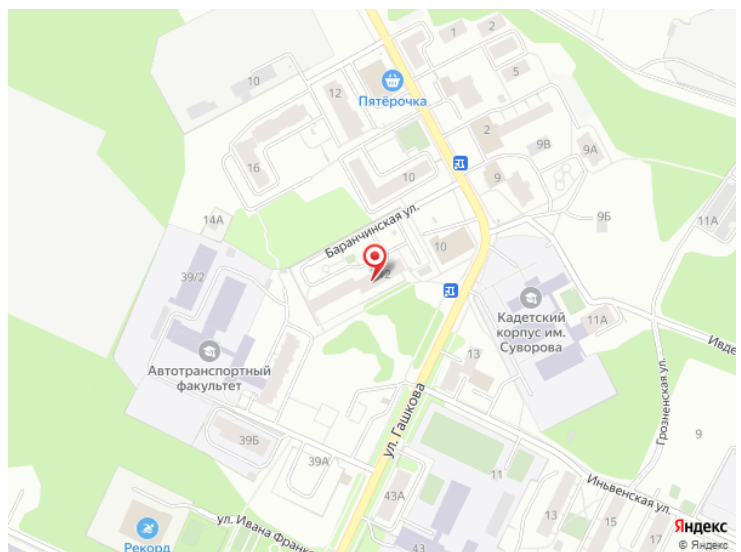 1
2
10
12
5
Пятёрочка
2
9В
9А
16
10
9
14А
Баранчинская ул.
9Б
11А
10
12
39/2
Кадетский
корпус им.
Суворова
11А
Ивде
Автотранспортный
факультет
13
Грозненская ул.
ул. Гашкова
39Б
39А
9
11
Иньвенская ул.
43А
13
15
17
ул. Ивана Франко
Рекорд
43
Яндекс
© Яндекс